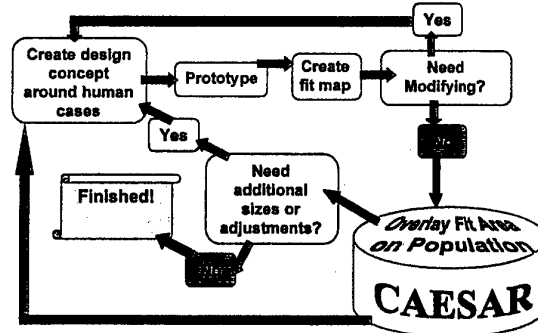 Yes
Create design
concept
around human
cases
Prototype
Create
fit map
Need
Modifying?
Yes
Need
additional
sizes or
adjustments?
Finished!
Overlay Fit Area
on Population
CAESAR